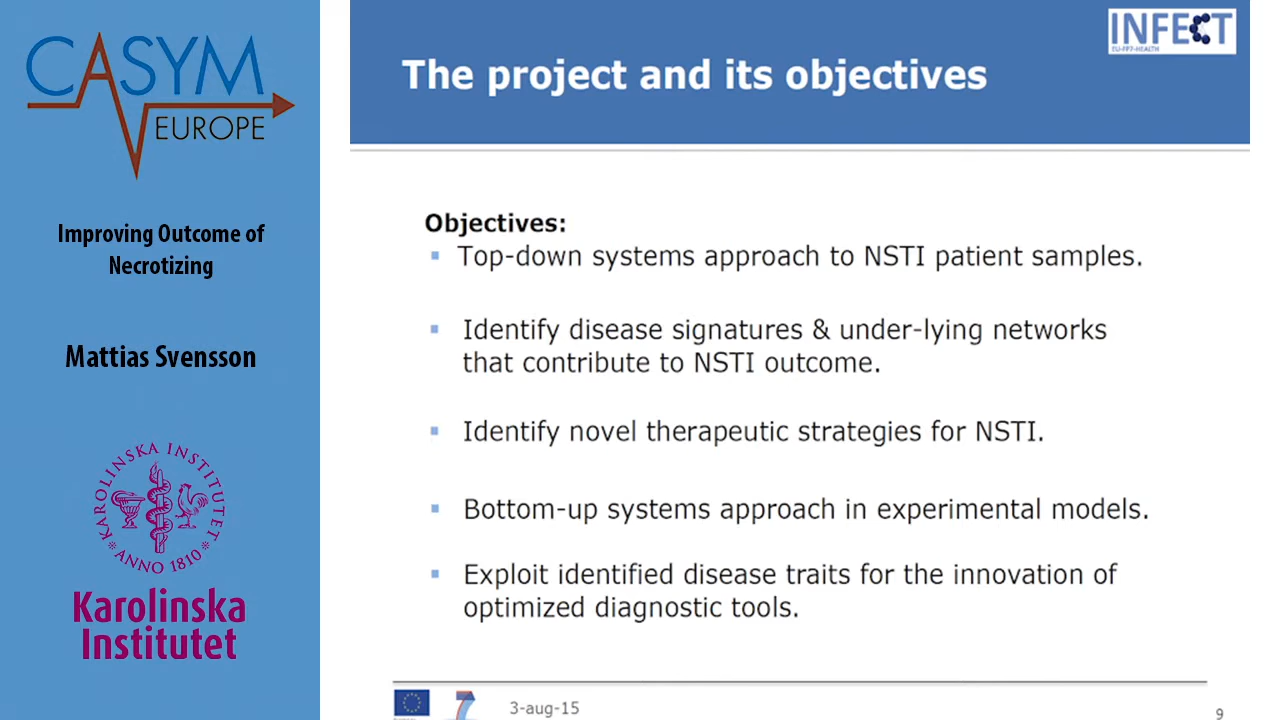 CASYM
EUROPE
Improving Outcome of
Necrotizing
Mattias Svensson
KAROLINSKA INSTITUTET
ANNO 1810
Karolinska
Institutet
INFECT
EU-FP7-HEALTH
The project and its objectives
Objectives:
▪ Top-down systems approach to NSTI patient samples.
▪ Identify disease signatures & under-lying networks
that contribute to NSTI outcome.
▪ Identify novel therapeutic strategies for NSTI.
▪ Bottom-up systems approach in experimental models.
▪ Exploit identified disease traits for the innovation of
optimized diagnostic tools.
3-aug-15
9